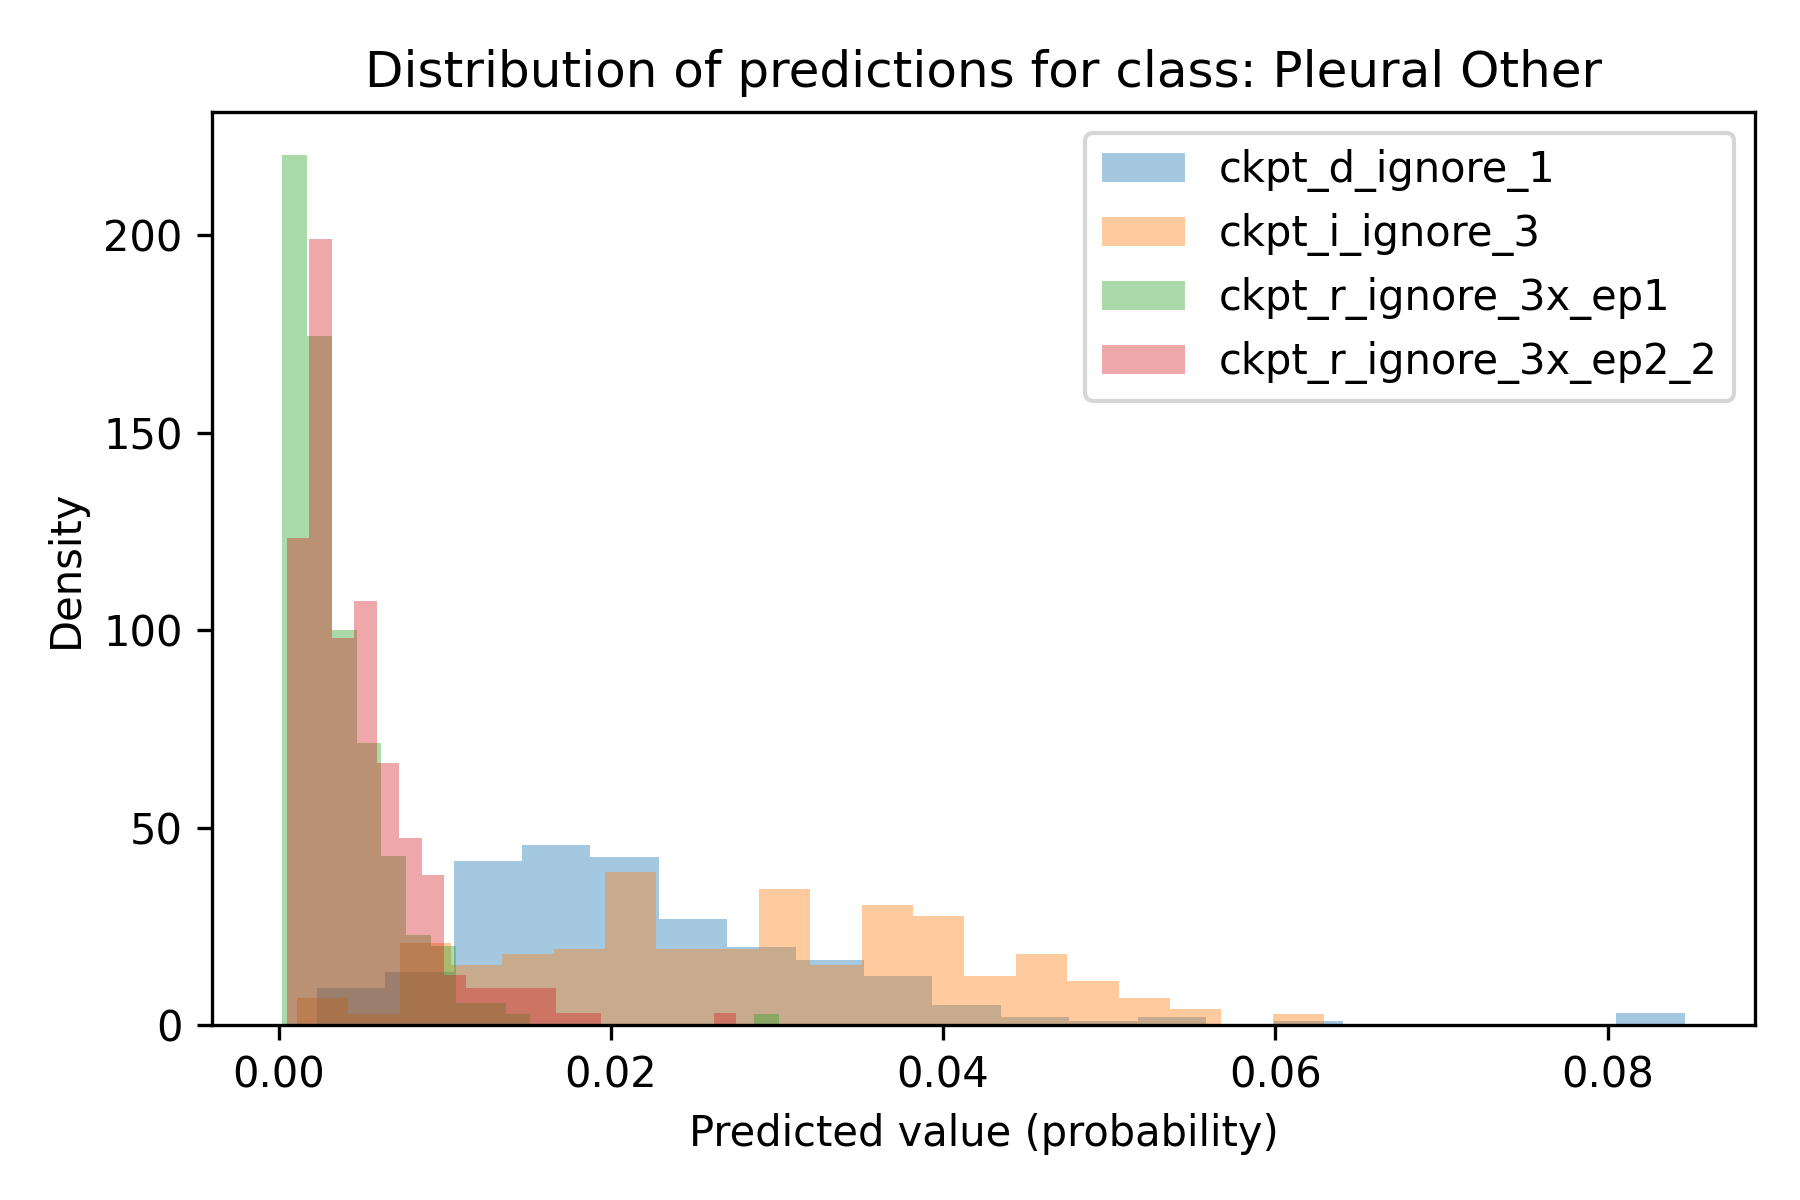 Distribution of predictions for class: Pleural Other
ckpt_d_ignore_1
ckpt_i_ignore_3
ckpt_r_ignore_3x_ep1
ckpt_r_ignore_3x_ep2_2
Density
200
150
100
50
0
0.00 0.02 0.04 0.06 0.08
Predicted value (probability)